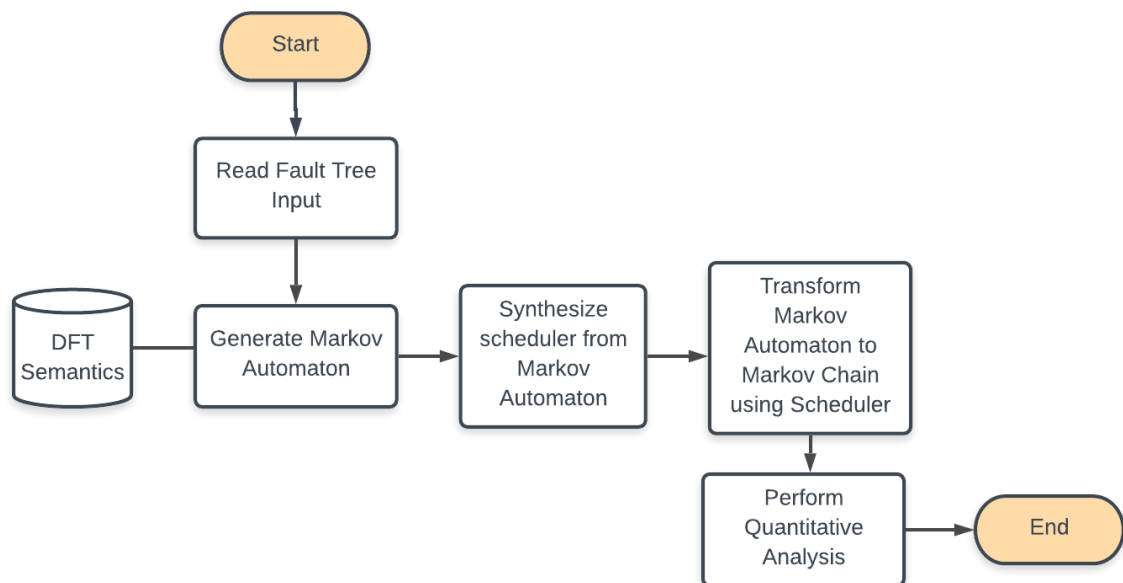 Start
Read Fault Tree
Input
DFT
Semantics
Generate Markov
Automaton
Synthesize
scheduler from
Markov
Automaton
Transform
Markov
Automaton to
Markov Chain
using Scheduler
Perform
Quantitative
Analysis
End